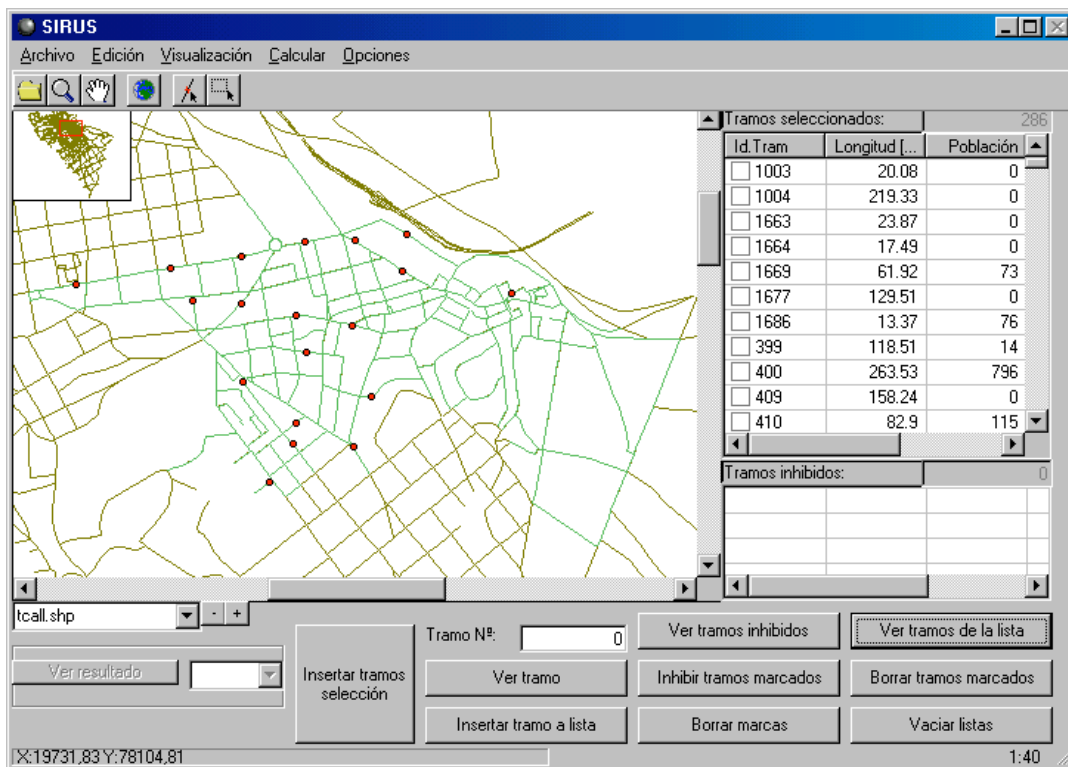 SIRUS
Archivo Edición Visualización Calcular Opciones
Tramos seleccionados: 286
Id.Tram Longitud [... Población
1003 20.08 0
1004 219.33 0
1663 23.87 0
1664 17.49 0
1669 61.92 73
1677 129.51 0
1686 13.37 76
399 118.51 14
400 263.53 796
409 158.24 0
410 82.9 115
Tramos inhibidos: 0
tcall.shp - +
Ver resultado
Insertar tramos selección
Tramo Nº: 0
Ver tramo
Insertar tramo a lista
Ver tramos inhibidos
Inhibir tramos marcados
Borrar marcas
Ver tramos de la lista
Borrar tramos marcados
Vaciar listas
X:19731,83 Y:78104,81 1:40